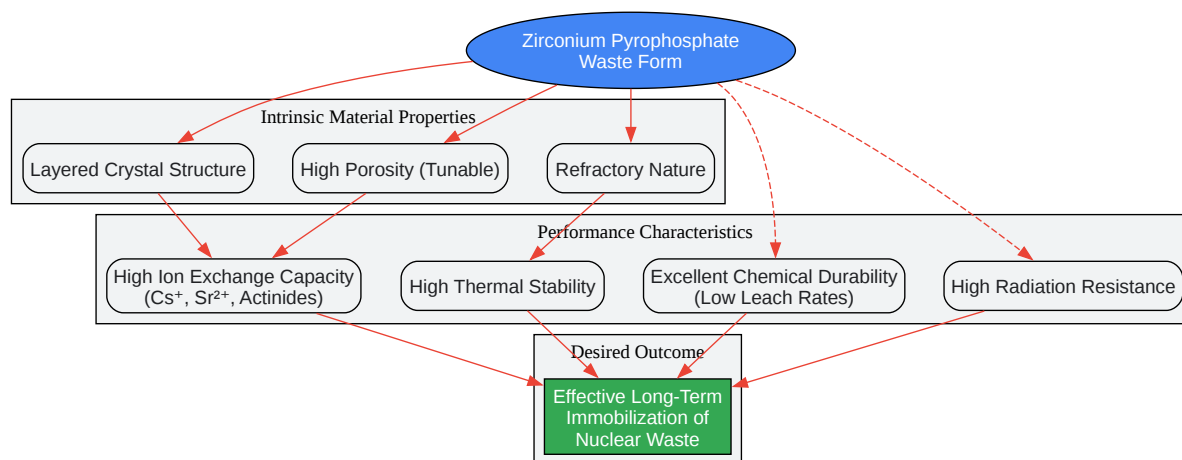 Zirconium Pyrophosphate
Waste Form
Intrinsic Material Properties
Layered Crystal Structure
High Porosity (Tunable)
Refractory Nature
Performance Characteristics
High Ion Exchange Capacity
(Cs⁺, Sr²⁺, Actinides)
High Thermal Stability
Excellent Chemical Durability
(Low Leach Rates)
High Radiation Resistance
Desired Outcome
Effective Long-Term
Immobilization of
Nuclear Waste